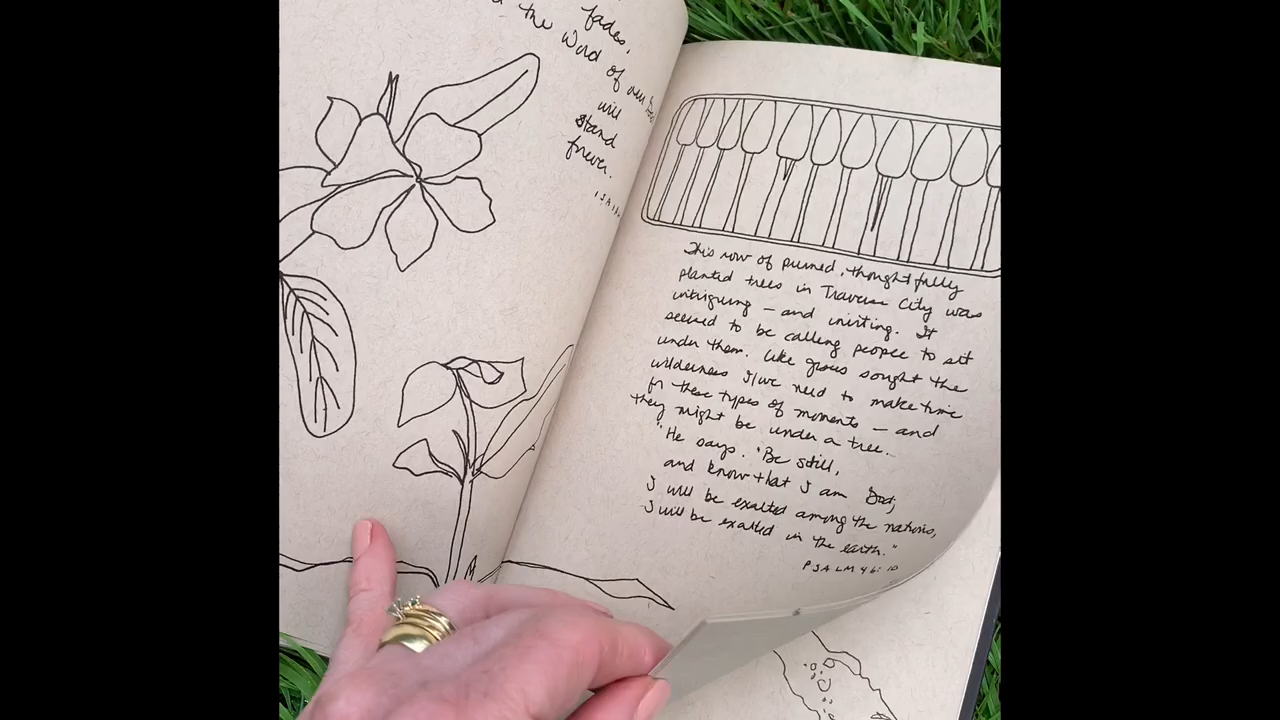 fades,
the Word of our God
will
stand
forever.
ISAIA
This row of pruned, thoughtfully
planted trees in Traverse City was
intriguing - and inviting. It
seemed to be calling people to sit
under them. Like Jesus sought the
wilderness I/we need to make time
for these types of moments - and
they might be under a tree.
"He says. "Be still,
and know that I am God;
I will be exalted among the nations,
I will be exalted in the earth."
PSALM 46:10